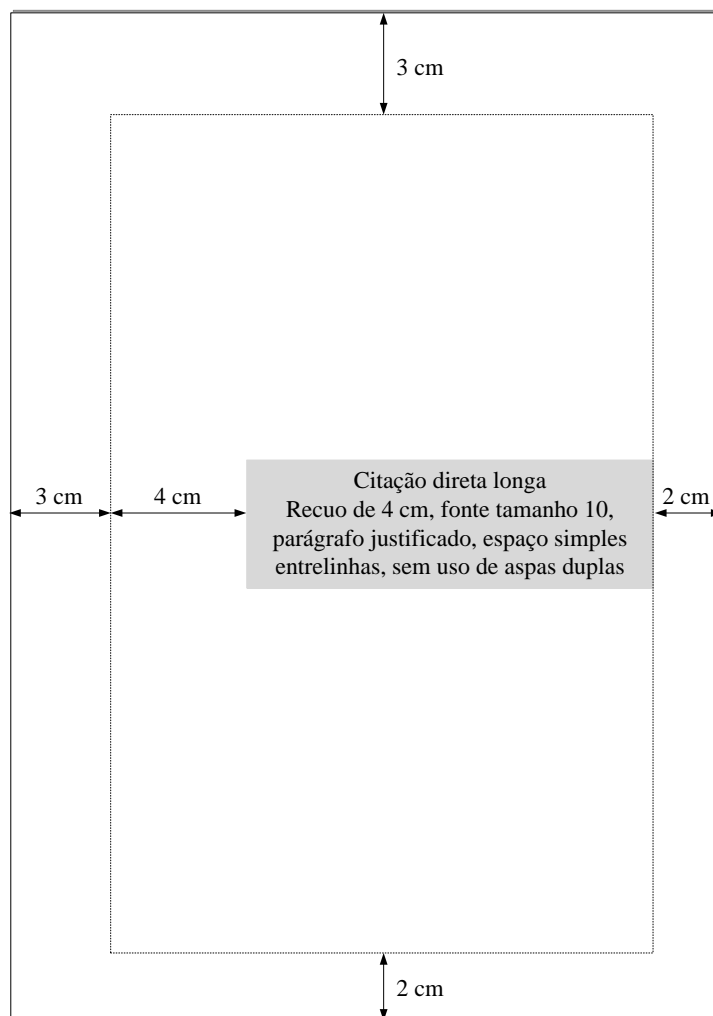 3 cm
Citação direta longa
3 cm
4 cm
Recuo de 4 cm, fonte tamanho 10,
2 cm
parágrafo justificado, espaço simples
entrelinhas, sem uso de aspas duplas
2 cm